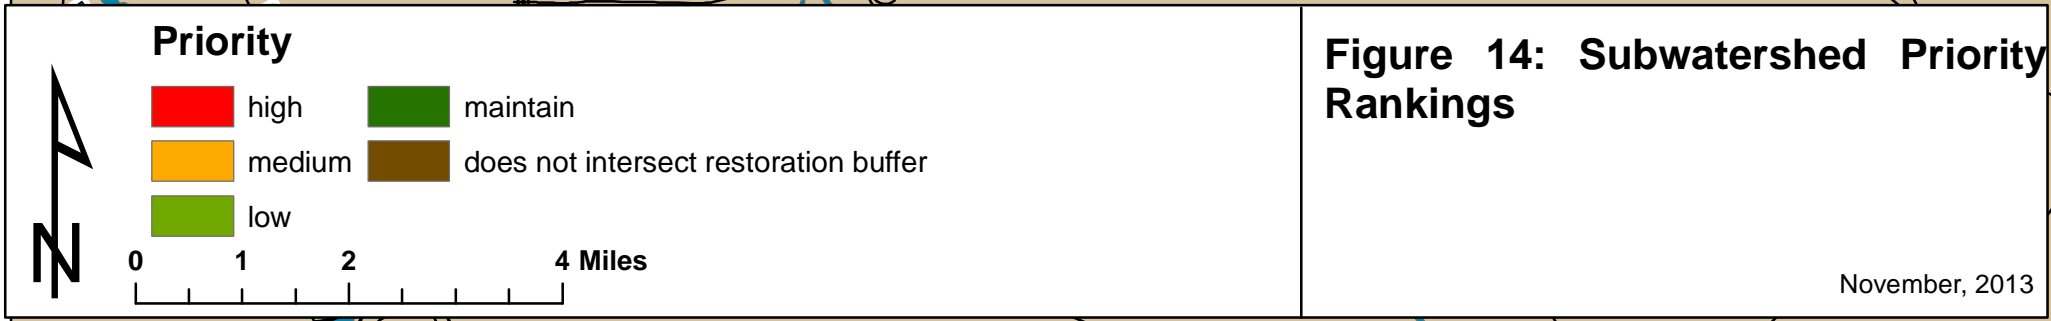 Priority
high
maintain
medium
does not intersect restoration buffer
low
N
0 1 2 4 Miles
Figure 14: Subwatershed Priority
Rankings
November, 2013